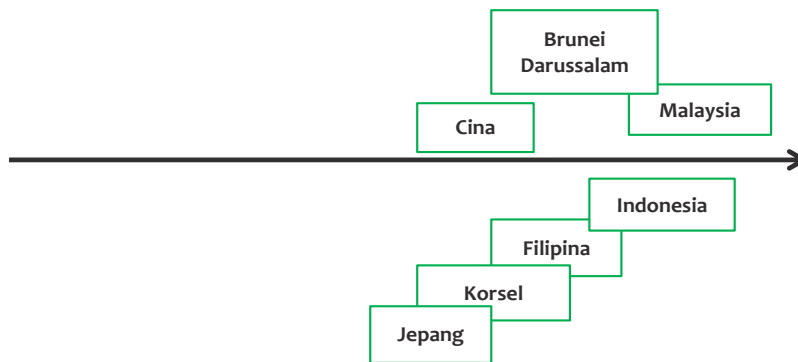 Brunei
Darussalam
Malaysia
Cina
Indonesia
Filipina
Korsel
Jepang